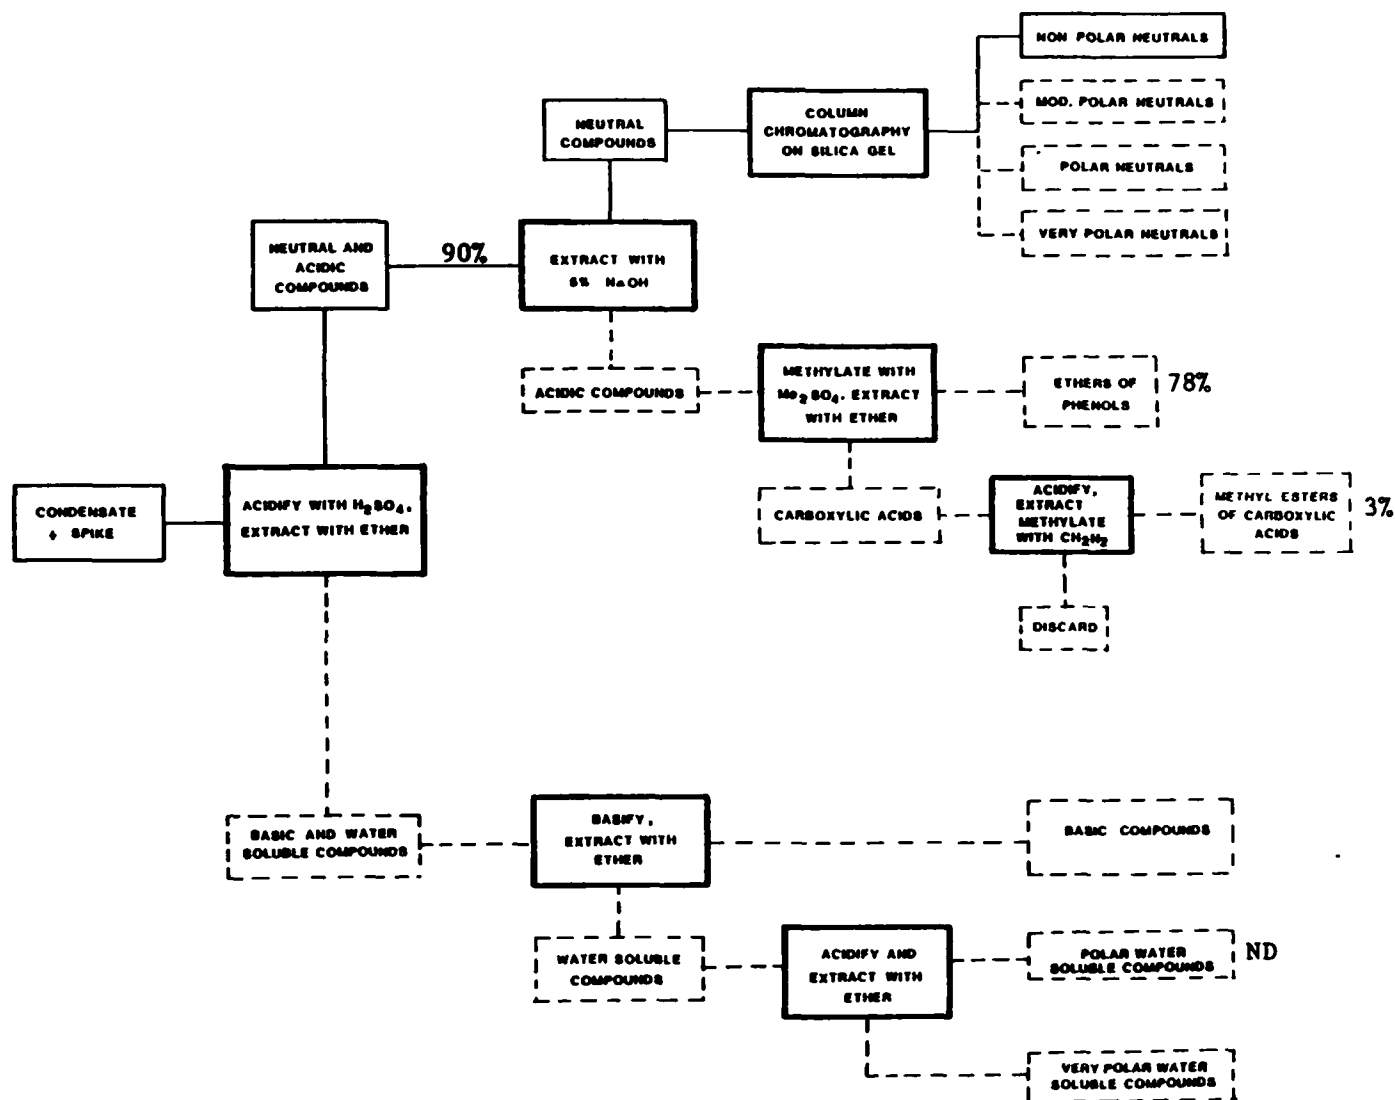 NON POLAR NEUTRALS
MOD. POLAR NEUTRALS
POLAR NEUTRALS
VERY POLAR NEUTRALS
COLUMN
CHROMATOGRAPHY
ON SILICA GEL
NEUTRAL
COMPOUNDS
NEUTRAL AND
ACIDIC
COMPOUNDS
90%
EXTRACT WITH
5% NaOH
ACIDIC COMPOUNDS
METHYLATE WITH
Me2SO4. EXTRACT
WITH ETHER
ETHERS OF
PHENOLS
78%
CONDENSATE
+ SPIKE
ACIDIFY WITH H2SO4.
EXTRACT WITH ETHER
CARBOXYLIC ACIDS
ACIDIFY,
EXTRACT
METHYLATE
WITH CH2N2
METHYL ESTERS
OF CARBOXYLIC
ACIDS
3%
DISCARD
BASIC AND WATER
SOLUBLE COMPOUNDS
BASIFY,
EXTRACT WITH
ETHER
BASIC COMPOUNDS
WATER SOLUBLE
COMPOUNDS
ACIDIFY AND
EXTRACT WITH
ETHER
POLAR WATER
SOLUBLE COMPOUNDS
ND
VERY POLAR WATER
SOLUBLE COMPOUNDS